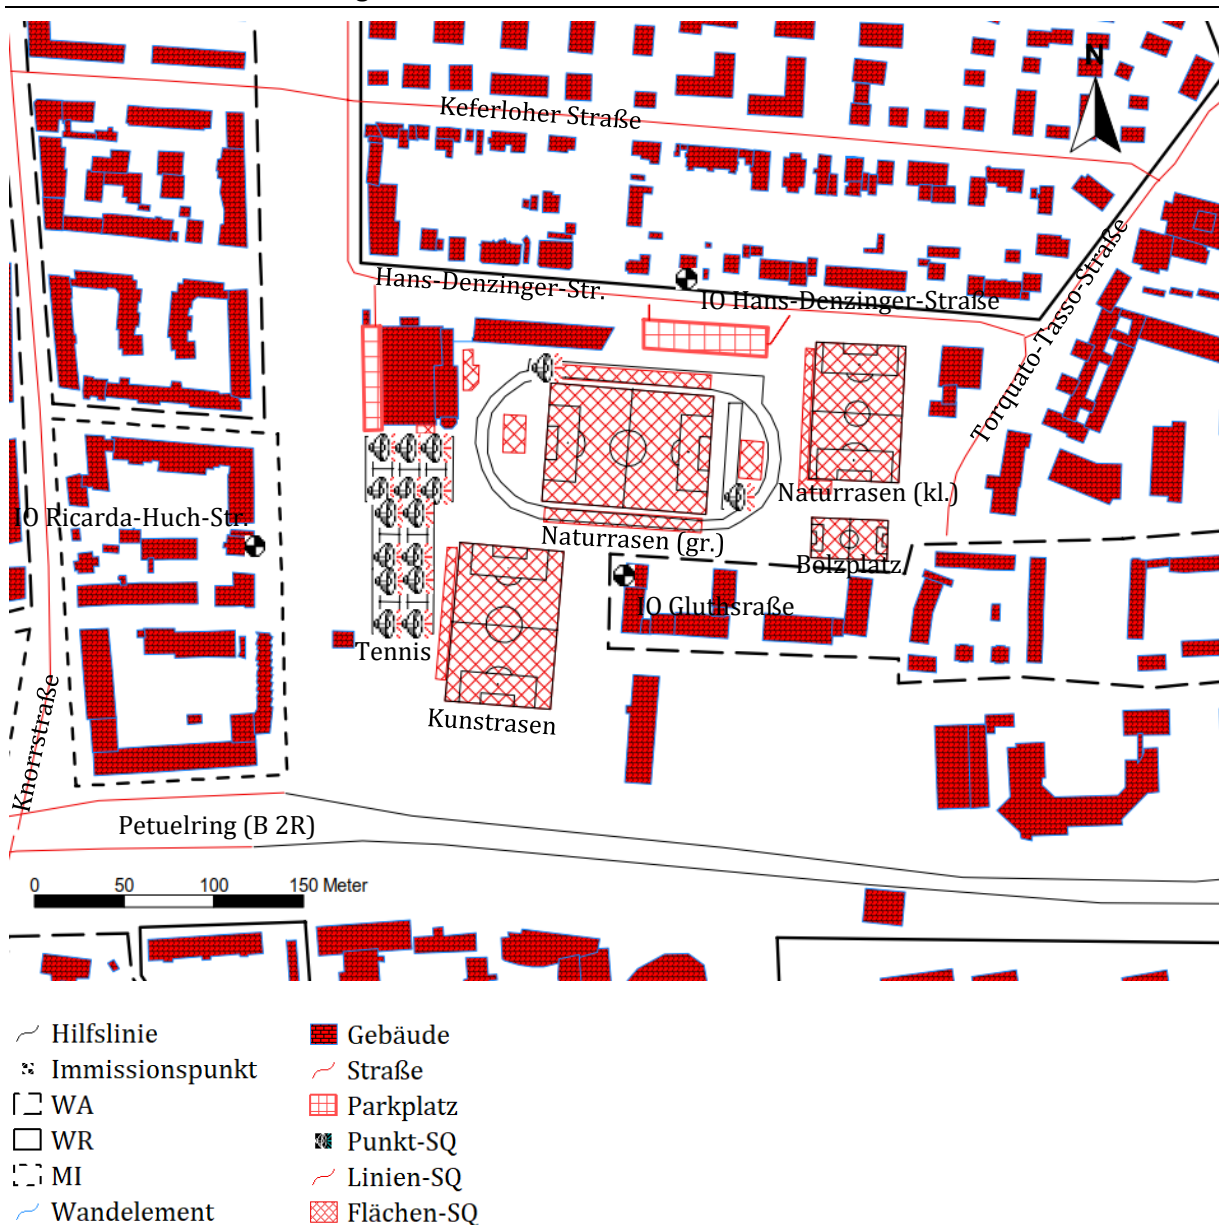 N
Keferloher Straße
Hans-Denzinger-Str.
IO Hans-Denzinger-Straße
Torquato-Tasso-Straße
Naturrasen (kl.)
IO Ricarda-Huch-Str.
Naturrasen (gr.)
Bolzplatz
IO Gluthsraße
Tennis
Kunstrasen
Knorrstraße
Petuelring (B 2R)
0 50 100 150 Meter
Hilfslinie
Immissionspunkt
WA
WR
MI
Wandelement
Gebäude
Straße
Parkplatz
Punkt-SQ
Linien-SQ
Flächen-SQ